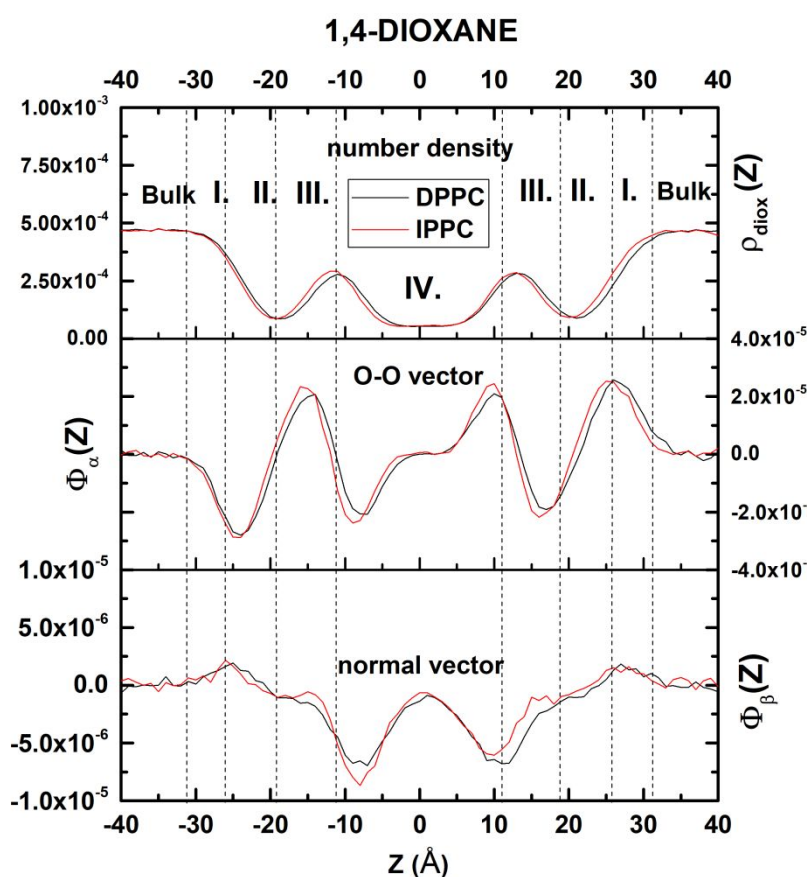 1,4-DIOXANE
-40 -30 -20 -10 0 10 20 30 40
1.00x10⁻³
7.50x10⁻⁴
5.00x10⁻⁴
2.50x10⁻⁴
0.00
number density
Bulk I. II. III. III. II. I. Bulk
DPPC
IPPC
IV.
ρdiox(Z)
4.0x10⁻⁵
2.0x10⁻⁵
0.0
-2.0x10⁻
-4.0x10⁻
O-O vector
Φα(Z)
1.0x10⁻⁵
5.0x10⁻⁶
0.0
-5.0x10⁻⁶
-1.0x10⁻⁵
normal vector
Φβ(Z)
-40 -30 -20 -10 0 10 20 30 40
Z (Å)